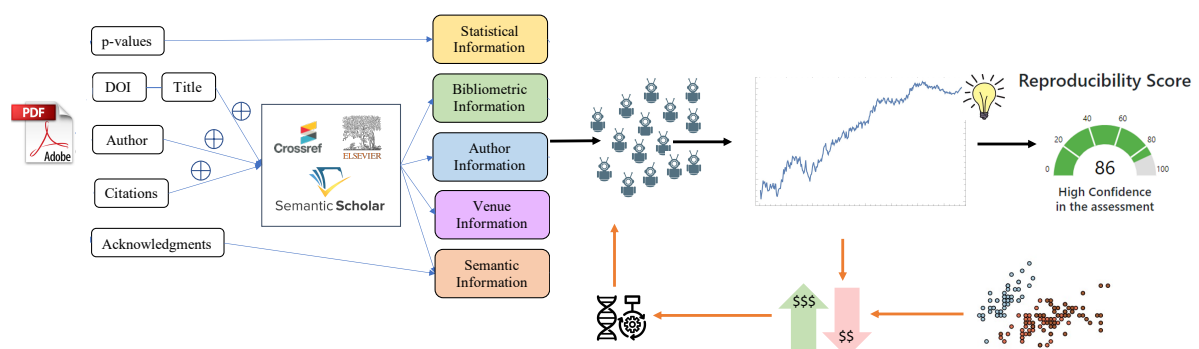 PDF
Adobe
p-values
DOI
Title
Author
Citations
Acknowledgments
Crossref
ELSEVIER
Semantic Scholar
Statistical
Information
Bibliometric
Information
Author
Information
Venue
Information
Semantic
Information
Reproducibility Score
0
20
40
60
80
100
86
High Confidence
in the assessment
$$$
$$